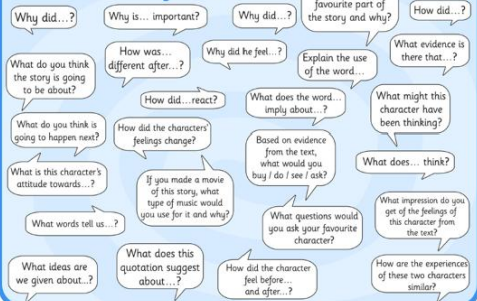 Why did...?
Why is... important?
Why did...?
favourite part of
the story and why?
How did...?
What do you think
the story is going
to be about?
How was...
different after...?
Why did he feel...?
Explain the use
of the word...
What evidence is
there that...?
How did...react?
What does the word...
imply about...?
What might this
character have
been thinking?
What do you think is
going to happen next?
How did the characters'
feelings change?
Based on evidence
from the text,
what would you
buy / do / see / ask?
What does... think?
What is this character's
attitude towards...?
If you made a movie
of this story, what
type of music would
you use for it and why?
What words tell us...?
What questions would
you ask your favourite
character?
What impression do you
get of the feelings of
this character from
the text?
What ideas are
we given about...?
What does this
quotation suggest
about...?
How did the character
feel before...
and after...?
How are the experiences
of these two characters
similar?